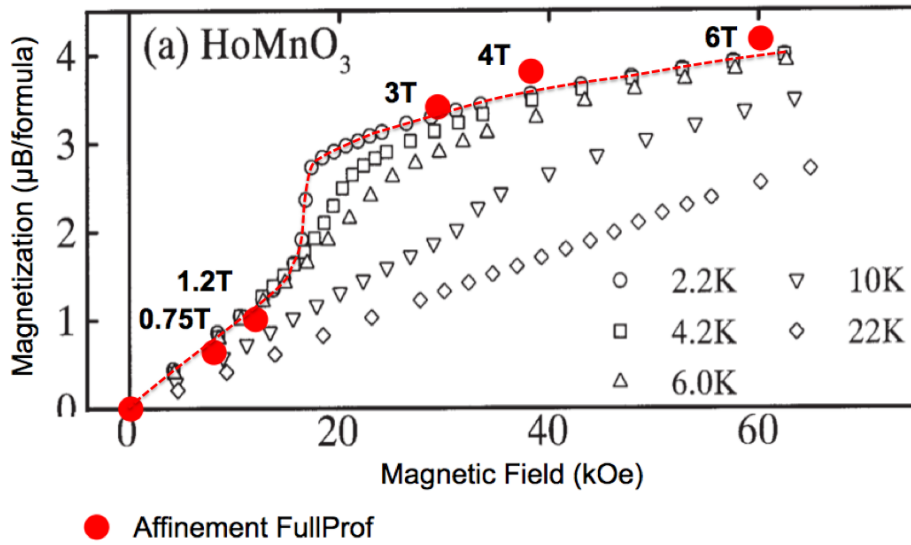 (a) HoMnO₃
6T
4T
3T
1.2T
0.75T
4
3
2
1
0
2.2K
10K
4.2K
22K
6.0K
0
20
40
60
Magnetization (μB/formula)
Magnetic Field (kOe)
Affinement FullProf